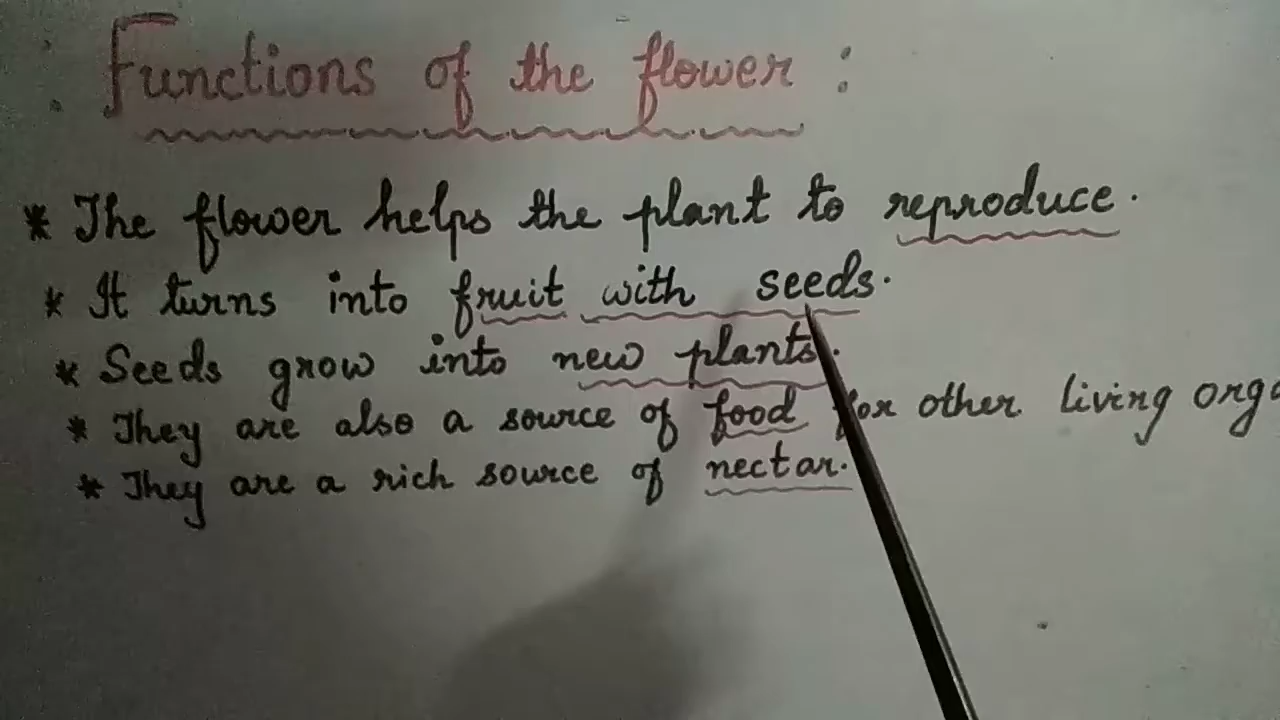 Functions of the flower :
* The flower helps the plant to reproduce.
* It turns into fruit with seeds.
* Seeds grow into new plants.
* They are also a source of food for other living
* They are a rich source of nectar.